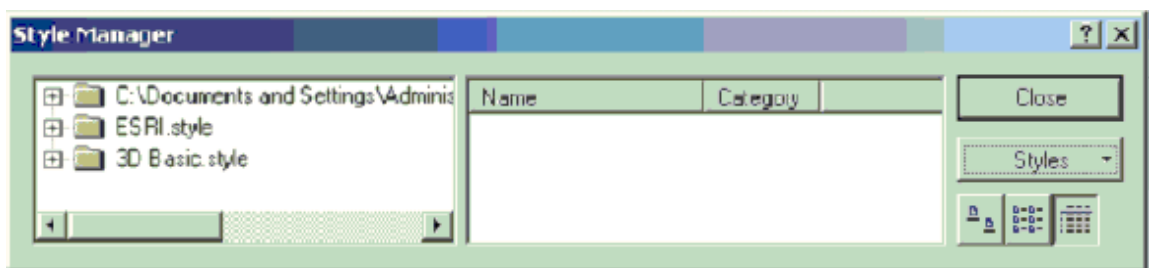 Style Manager
C:\Documents and Settings\Adminis
ESRI.style
3D Basic.style
Name Category
Close
Styles